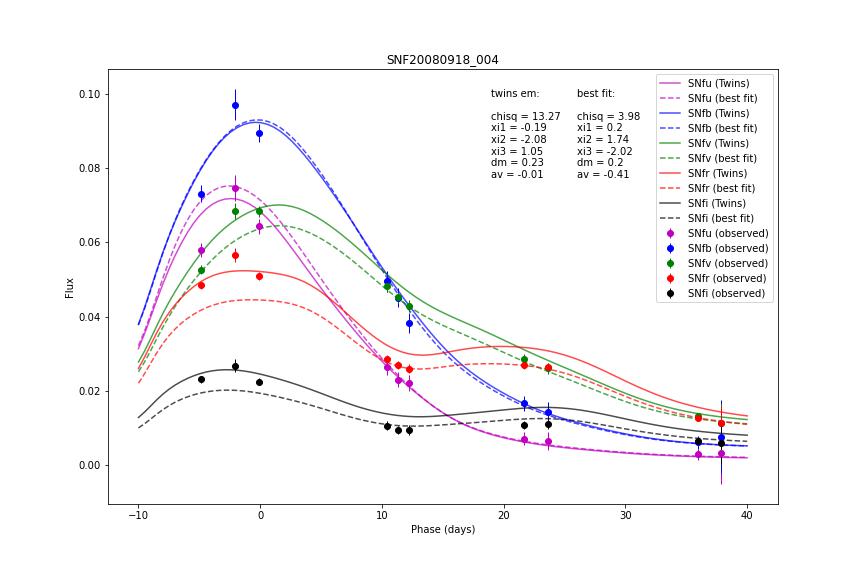 SNF20080918_004
twins em: best fit:
chisq = 13.27 chisq = 3.98
xi1 = -0.19 xi1 = 0.2
xi2 = -2.08 xi2 = 1.74
xi3 = 1.05 xi3 = -2.02
dm = 0.23 dm = 0.2
av = -0.01 av = -0.41
SNfu (Twins)
SNfu (best fit)
SNfb (Twins)
SNfb (best fit)
SNfv (Twins)
SNfv (best fit)
SNfr (Twins)
SNfr (best fit)
SNfi (Twins)
SNfi (best fit)
SNfu (observed)
SNfb (observed)
SNfv (observed)
SNfr (observed)
SNfi (observed)
Flux
0.10
0.08
0.06
0.04
0.02
0.00
−10 0 10 20 30 40
Phase (days)